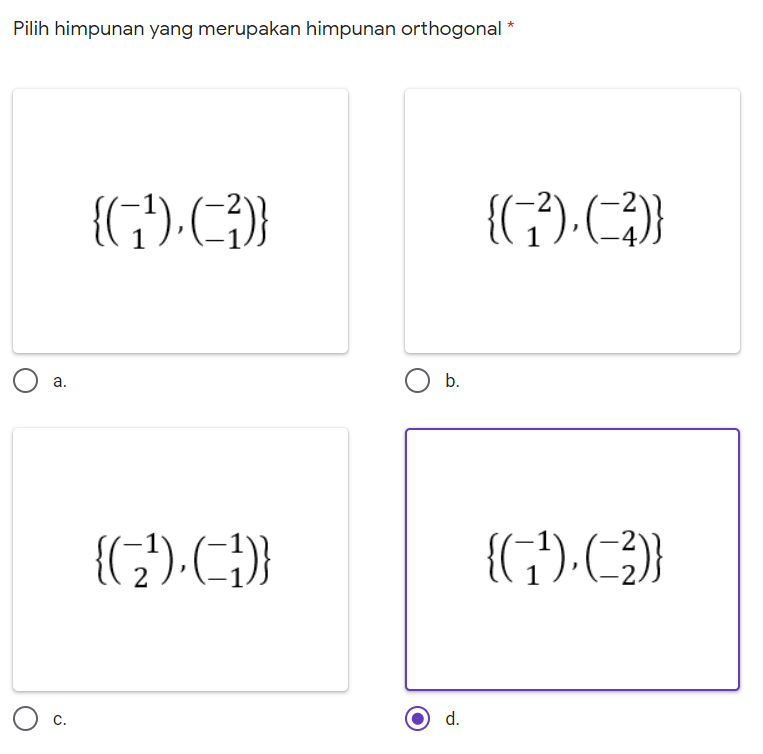 Pilih himpunan yang merupakan himpunan orthogonal *
{(−1 1), (−2 −1)}
{(−2 1), (−2 −4)}
a.
b.
{(−1 2), (−1 −1)}
{(−1 1), (−2 −2)}
c.
d.